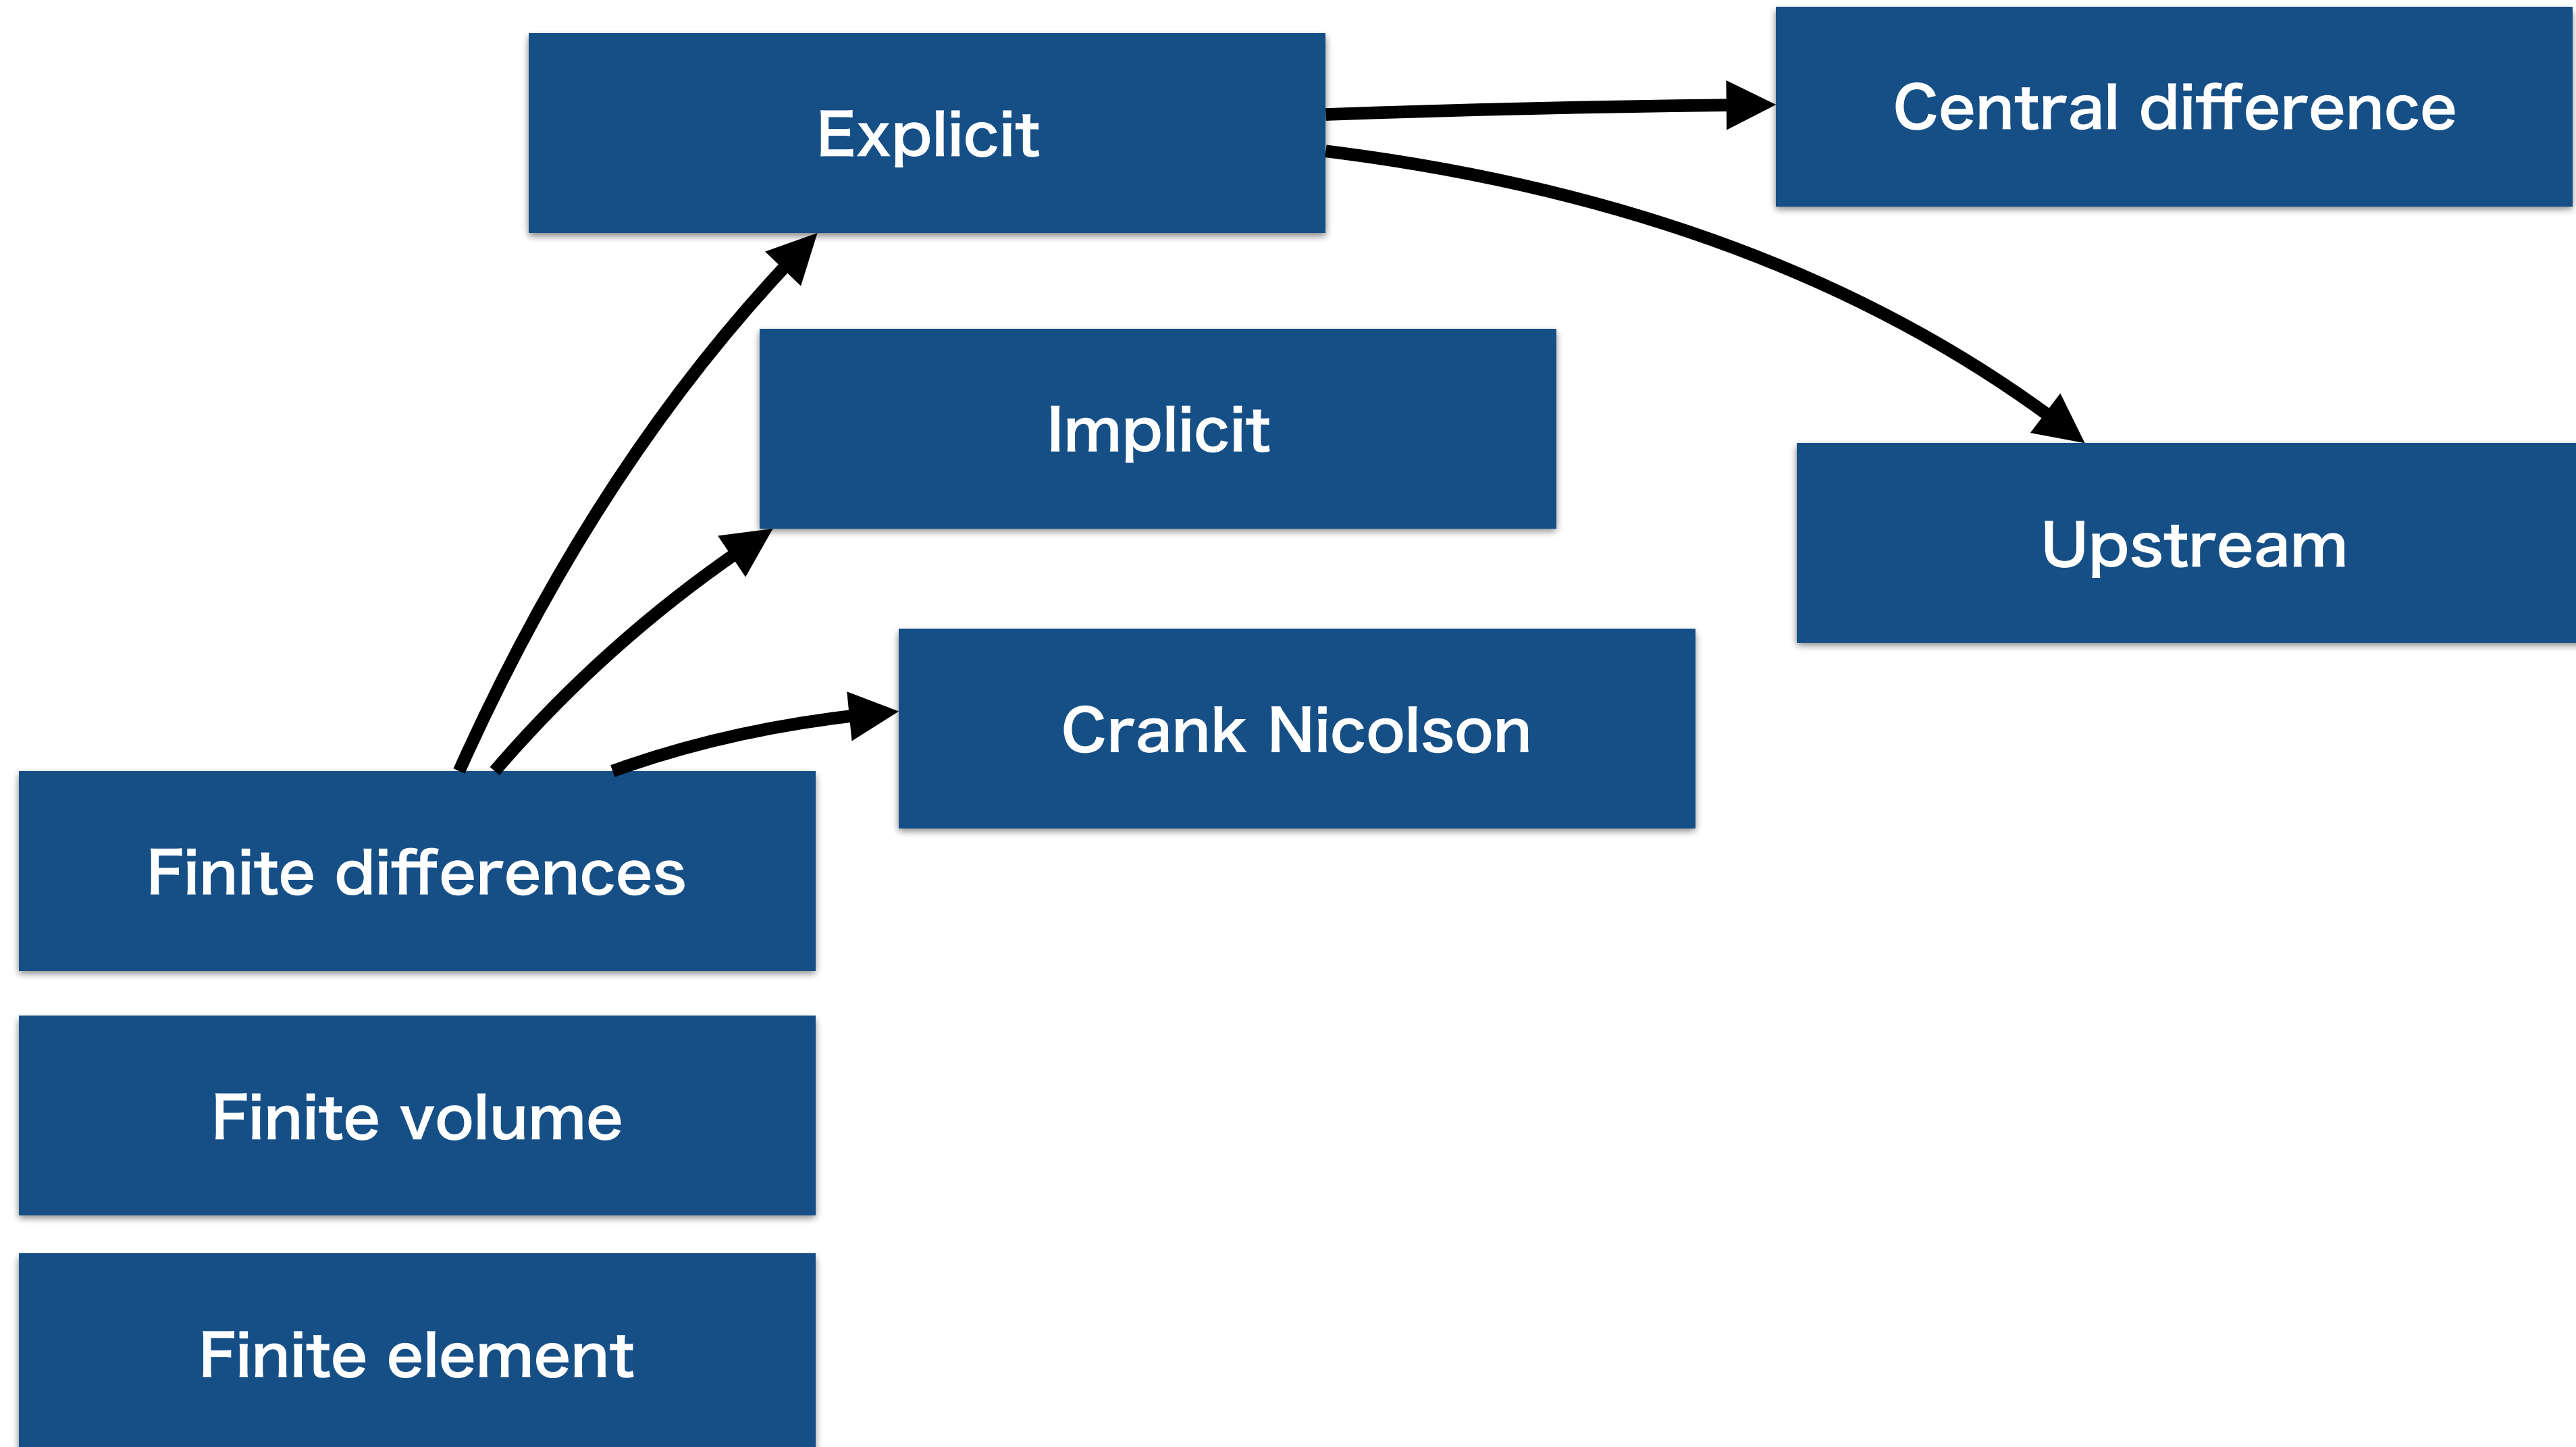 Explicit
Central difference
Implicit
Upstream
Crank Nicolson
Finite differences
Finite volume
Finite element